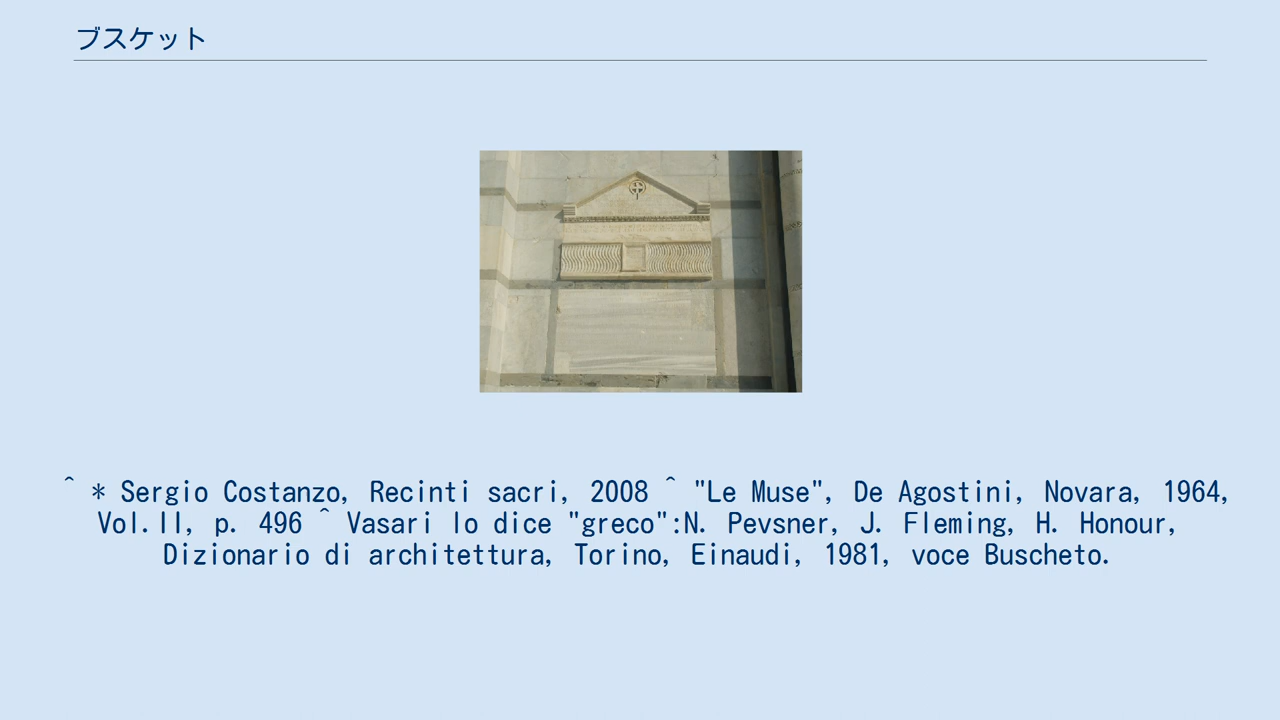 ブスケット
^ * Sergio Costanzo, Recinti sacri, 2008 ^ "Le Muse", De Agostini, Novara, 1964,
Vol.II, p. 496 ^ Vasari lo dice "greco":N. Pevsner, J. Fleming, H. Honour,
Dizionario di architettura, Torino, Einaudi, 1981, voce Buscheto.